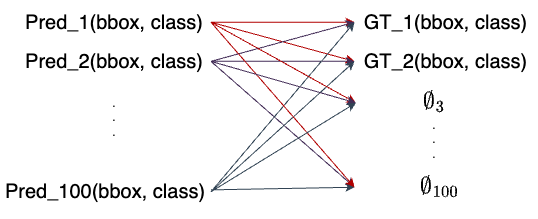 Pred_1(bbox, class) GT_1(bbox, class)
Pred_2(bbox, class) GT_2(bbox, class)
∅3
Pred_100(bbox, class) ∅100